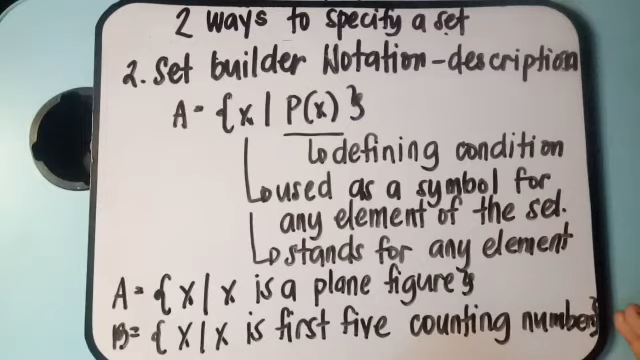 2 ways to specify a set
2. Set builder Notation - description
A = {x | P(x)}
↳ defining condition
↳ used as a symbol for
any element of the set.
↳ stands for any element
A = {x | x is a plane figure}
B = {x | x is first five counting numbers}